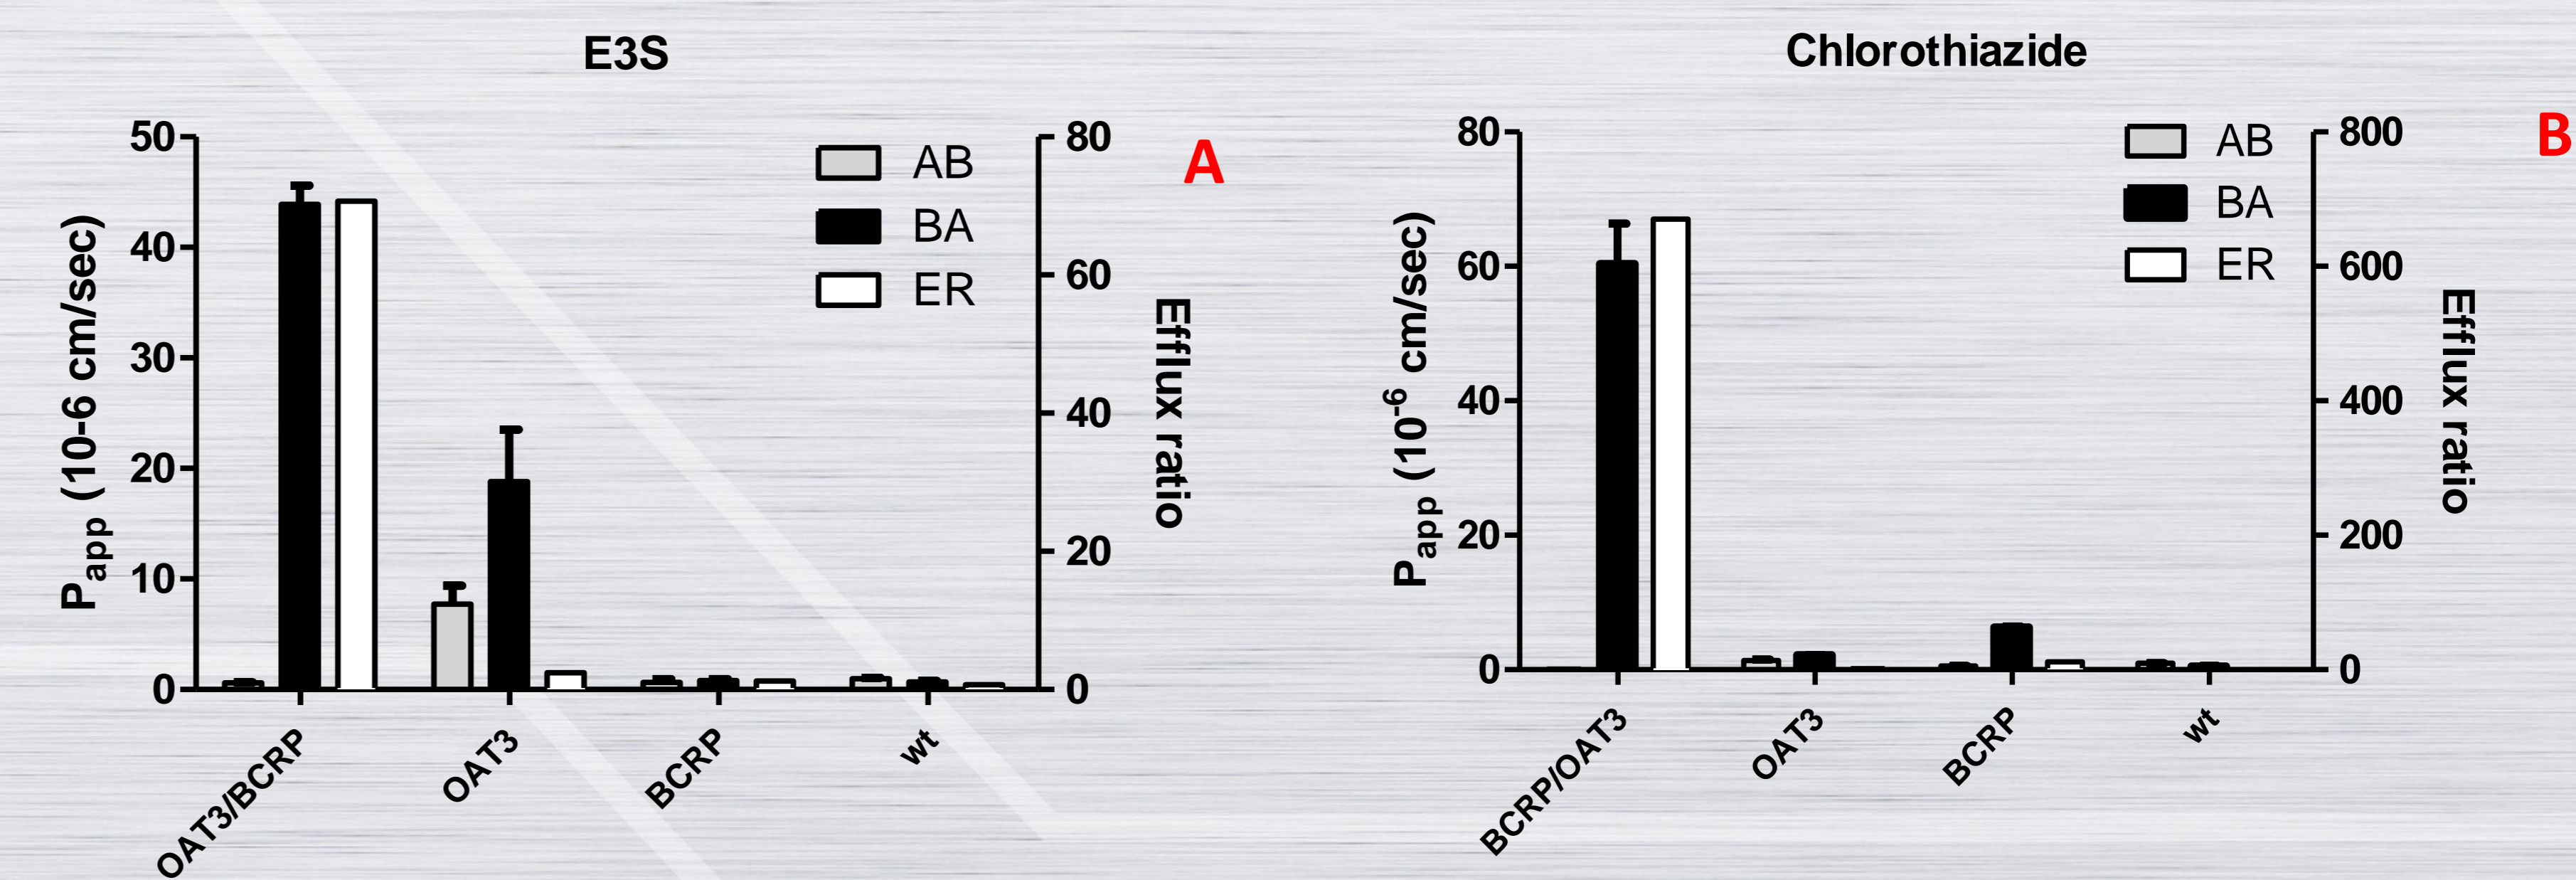 E3S
A
50
40
30
20
10
0
P_app (10-6 cm/sec)
AB
BA
ER
80
60
40
20
0
Efflux ratio
OAT3/BCRP
OAT3
BCRP
wt
Chlorothiazide
B
80
60
40
20
0
P_app (10^-6 cm/sec)
AB
BA
ER
800
600
400
200
0
Efflux ratio
BCRP/OAT3
OAT3
BCRP
wt